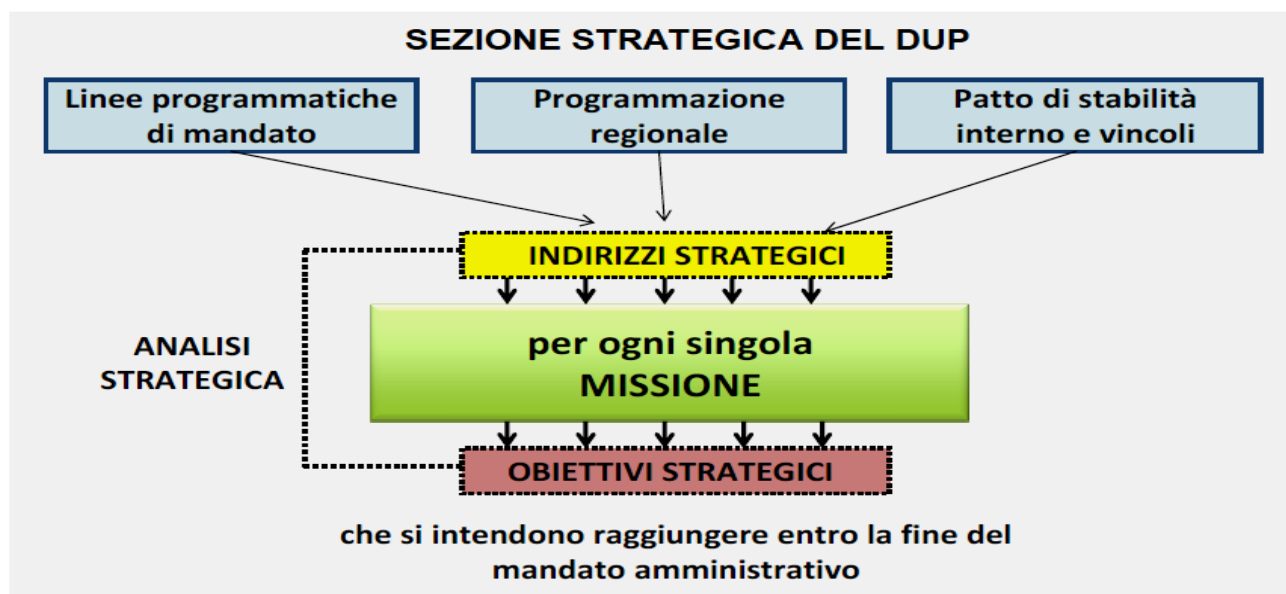 SEZIONE STRATEGICA DEL DUP
Linee programmatiche
di mandato
Programmazione
regionale
Patto di stabilità
interno e vincoli
INDIRIZZI STRATEGICI
ANALISI
STRATEGICA
per ogni singola
MISSIONE
OBIETTIVI STRATEGICI
che si intendono raggiungere entro la fine del
mandato amministrativo